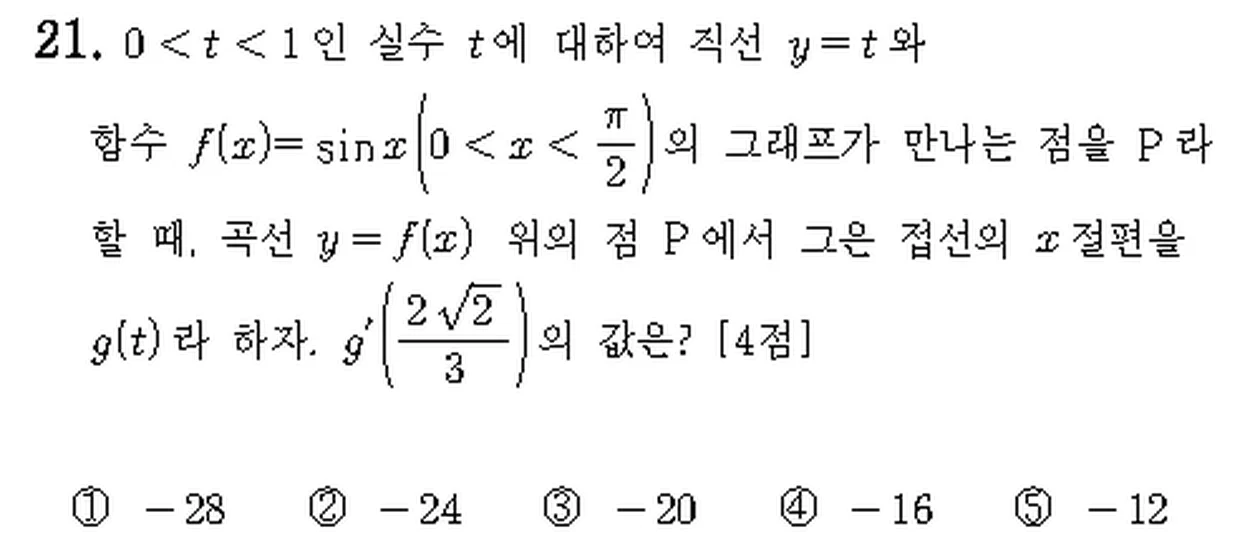 21. 0 < t < 1 인 실수 t에 대하여 직선 y = t 와
함수 f(x) = sin x (0 < x < π/2)의 그래프가 만나는 점을 P 라
할 때, 곡선 y = f(x) 위의 점 P 에서 그은 접선의 x 절편을
g(t) 라 하자. g′(2√2/3)의 값은? [4점]
① −28 ② −24 ③ −20 ④ −16 ⑤ −12